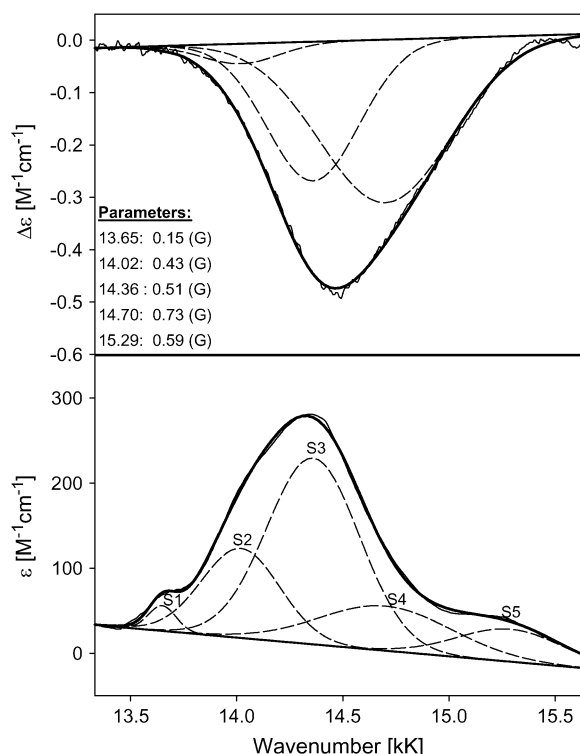 0.0
-0.1
-0.2
-0.3
-0.4
-0.5
-0.6
Δε [M⁻¹cm⁻¹]
Parameters:
13.65: 0.15 (G)
14.02: 0.43 (G)
14.36 : 0.51 (G)
14.70: 0.73 (G)
15.29: 0.59 (G)
300
200
100
0
ε [M⁻¹cm⁻¹]
S1
S2
S3
S4
S5
13.5 14.0 14.5 15.0 15.5
Wavenumber [kK]